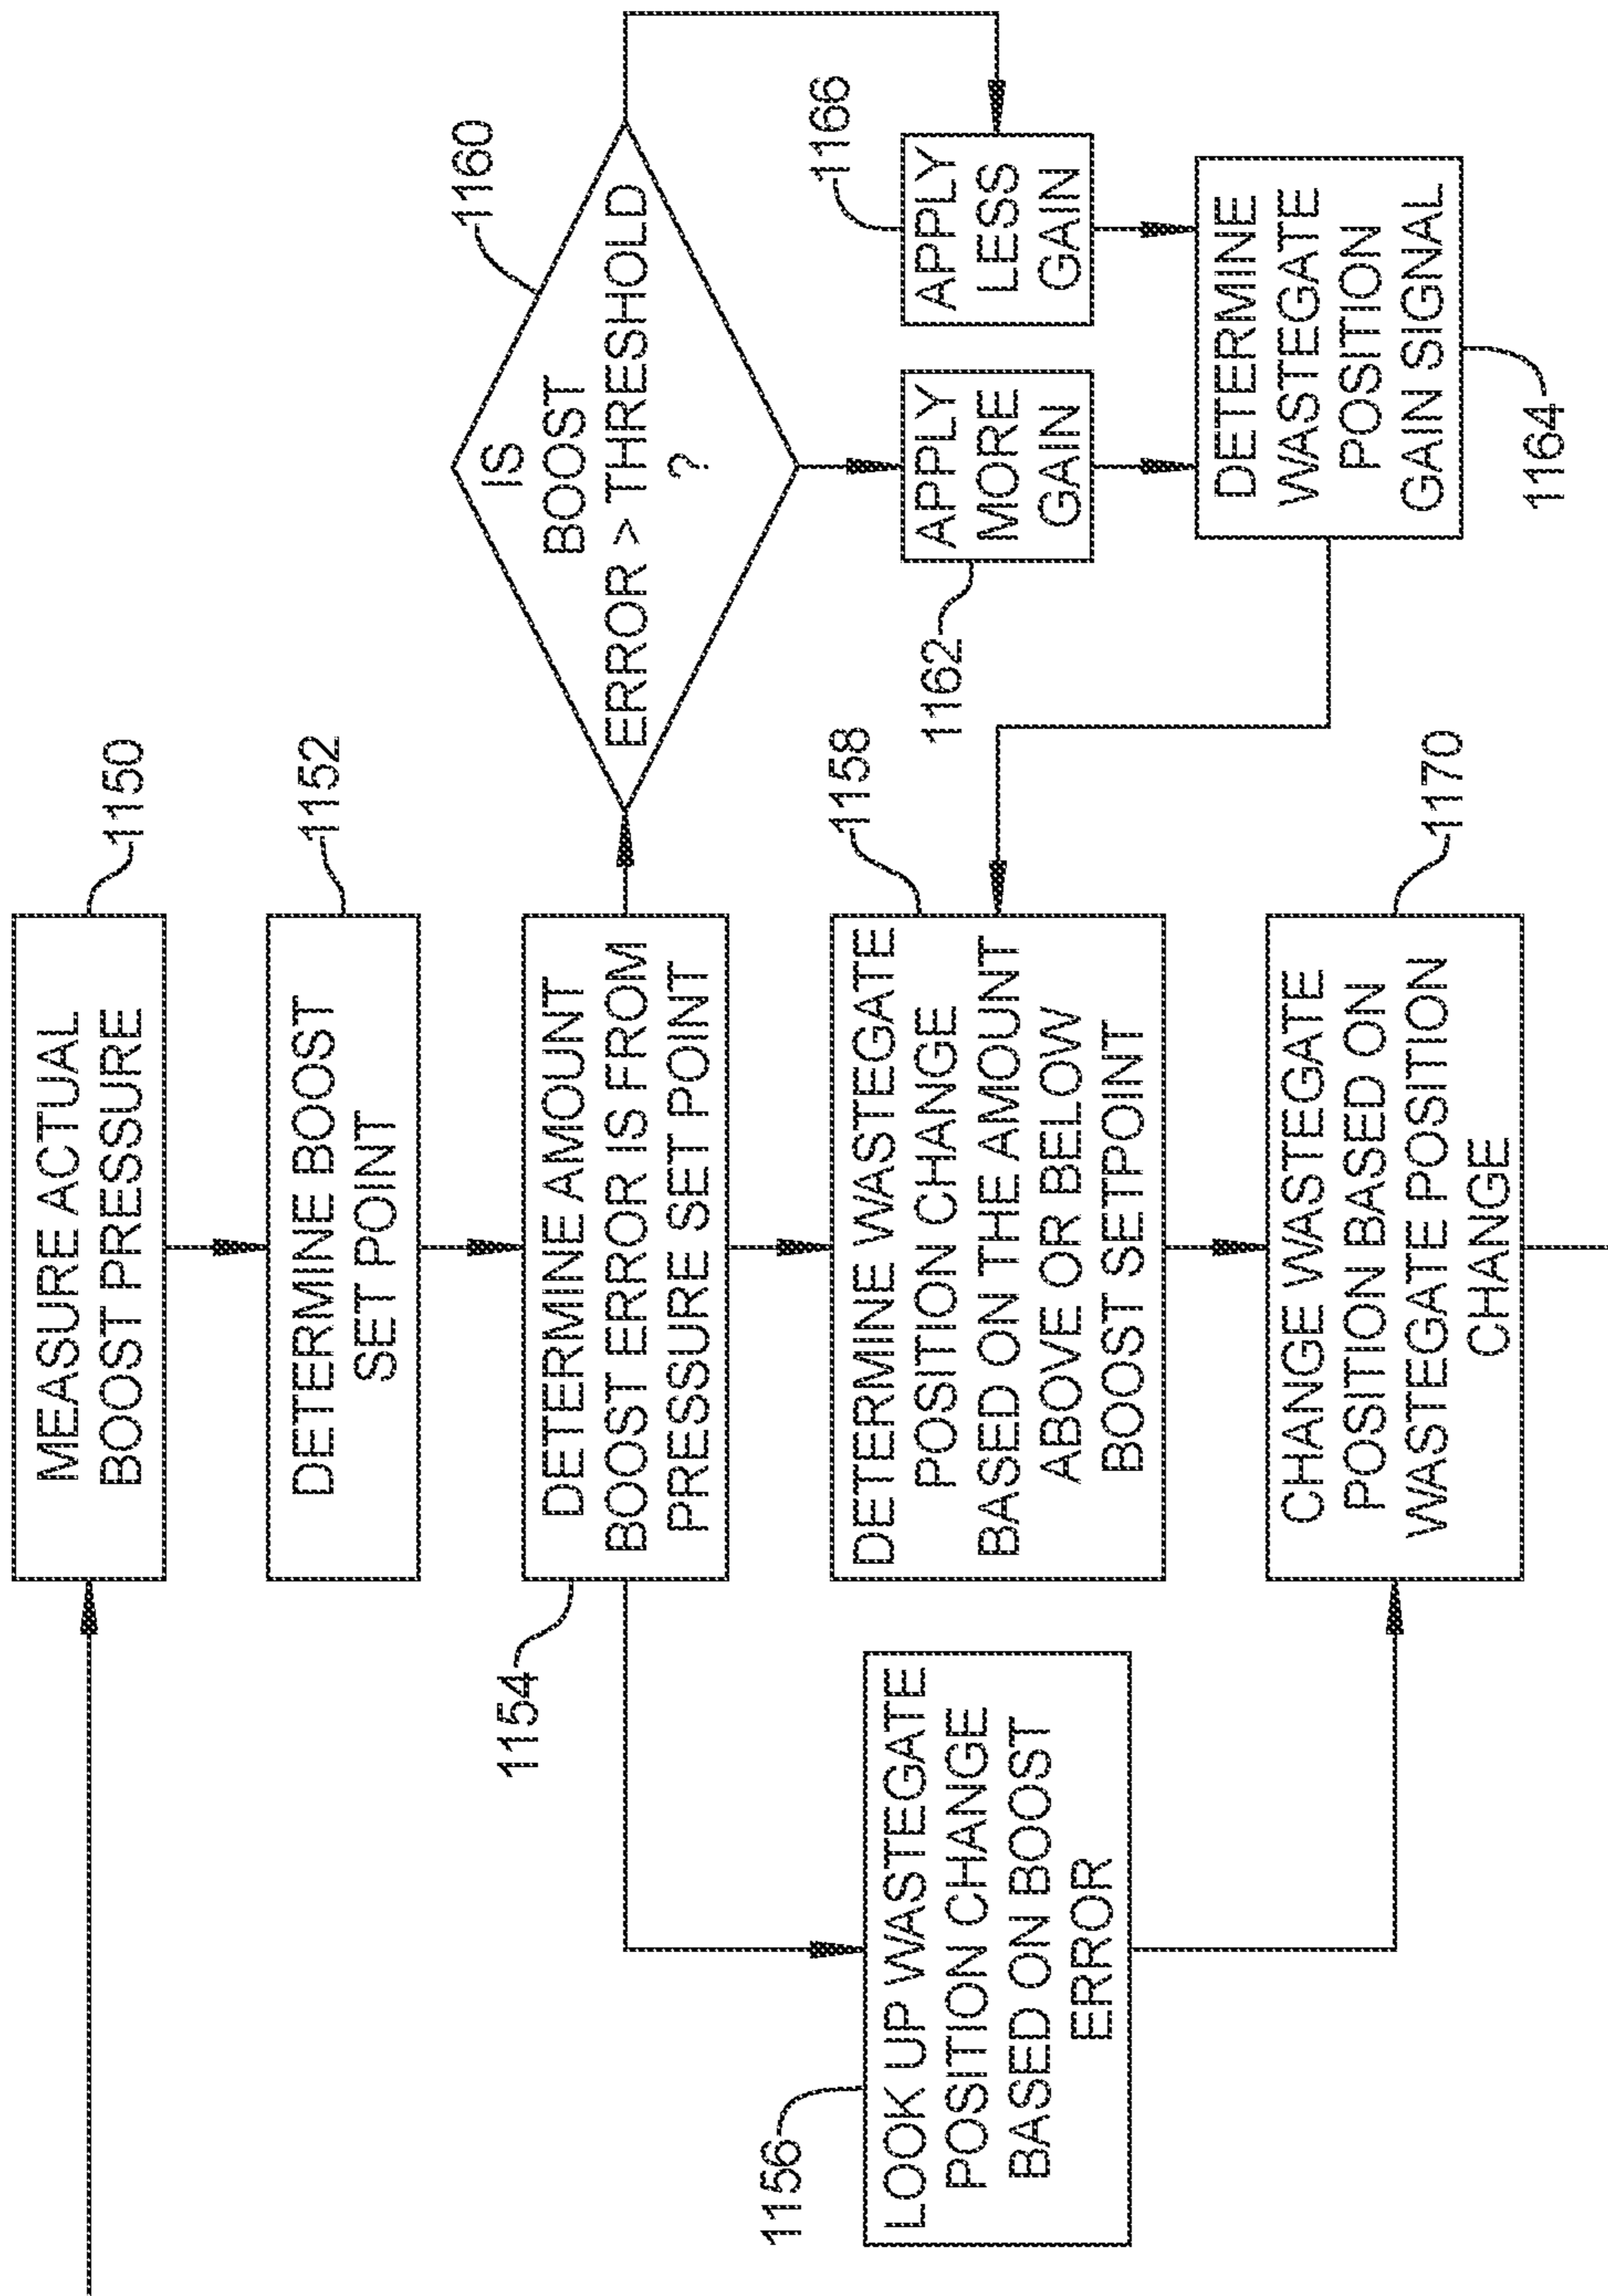 MEASURE ACTUAL
BOOST PRESSURE
1150
DETERMINE BOOST
SET POINT
1152
DETERMINE AMOUNT
BOOST ERROR IS FROM
PRESSURE SET POINT
1154
IS
BOOST
ERROR > THRESHOLD
?
1160
LOOK UP WASTEGATE
POSITION CHANGE
BASED ON BOOST
ERROR
1156
DETERMINE WASTEGATE
POSITION CHANGE
BASED ON THE AMOUNT
ABOVE OR BELOW
BOOST SETPOINT
1158
APPLY
MORE
GAIN
1162
APPLY
LESS
GAIN
1166
DETERMINE
WASTEGATE
POSITION
GAIN SIGNAL
1164
CHANGE WASTEGATE
POSITION BASED ON
WASTEGATE POSITION
CHANGE
1170